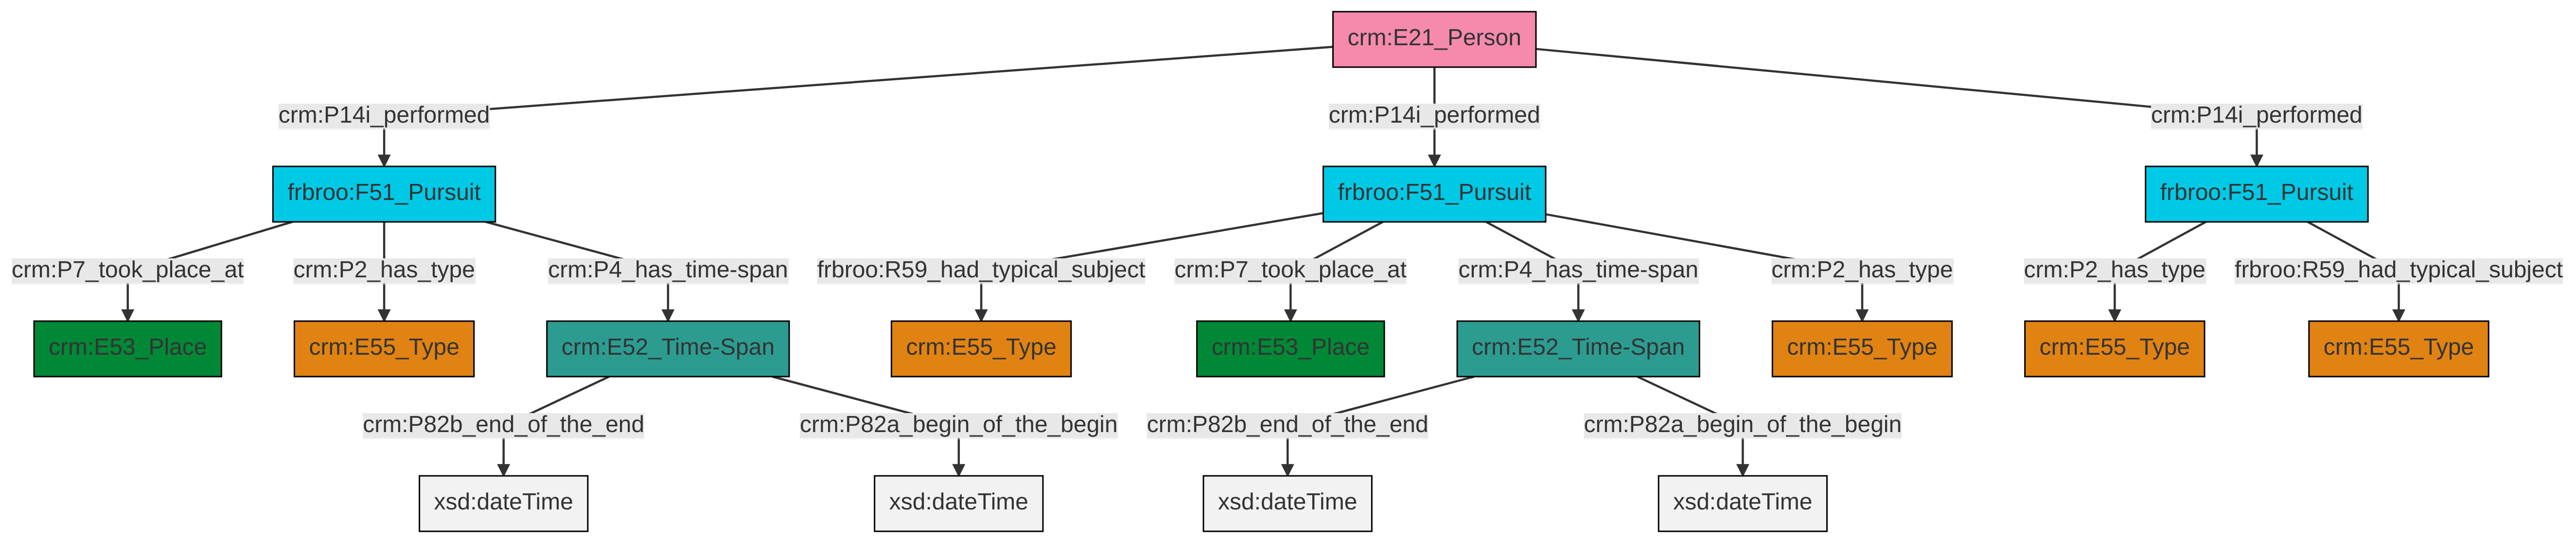 crm:E21_Person
crm:P14i_performed
crm:P14i_performed
crm:P14i_performed
frbroo:F51_Pursuit
frbroo:F51_Pursuit
frbroo:F51_Pursuit
crm:P7_took_place_at
crm:P2_has_type
crm:P4_has_time-span
frbroo:R59_had_typical_subject
crm:P7_took_place_at
crm:P4_has_time-span
crm:P2_has_type
crm:P2_has_type
frbroo:R59_had_typical_subject
crm:E53_Place
crm:E55_Type
crm:E52_Time-Span
crm:E55_Type
crm:E53_Place
crm:E52_Time-Span
crm:E55_Type
crm:E55_Type
crm:E55_Type
crm:P82b_end_of_the_end
crm:P82a_begin_of_the_begin
crm:P82b_end_of_the_end
crm:P82a_begin_of_the_begin
xsd:dateTime
xsd:dateTime
xsd:dateTime
xsd:dateTime